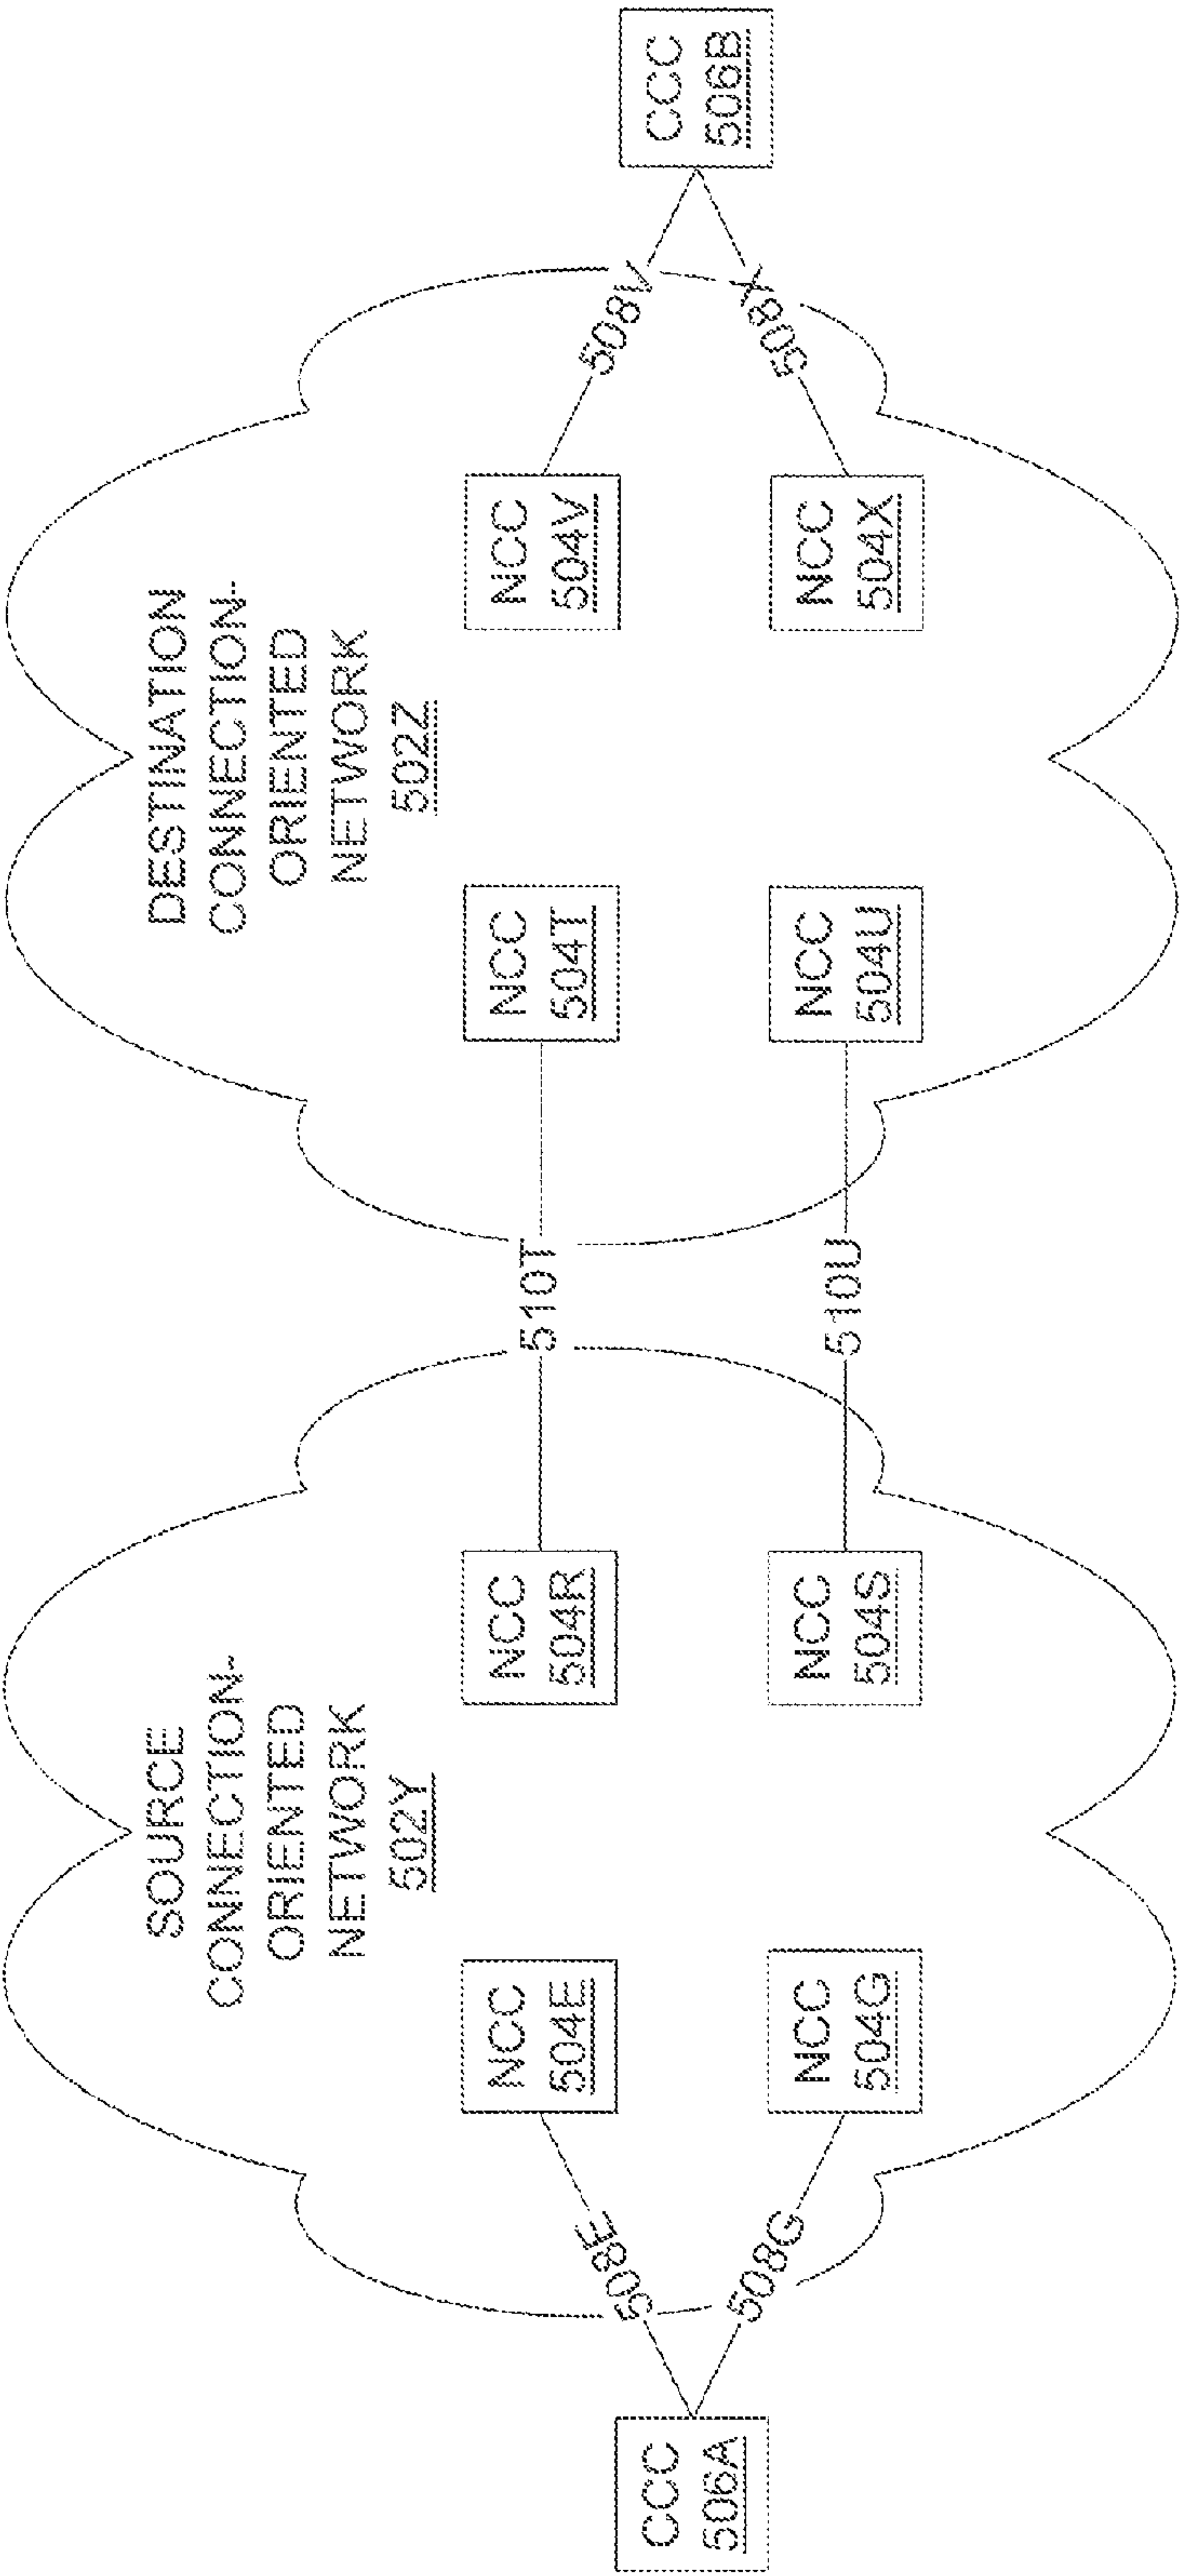 SOURCE
CONNECTION-
ORIENTED
NETWORK
502Y
DESTINATION
CONNECTION-
ORIENTED
NETWORK
502Z
CCC
506A
508E
508G
NCC
504E
NCC
504G
NCC
504R
NCC
504S
510T
510U
NCC
504T
NCC
504U
NCC
504V
NCC
504X
508V
508X
CCC
506B